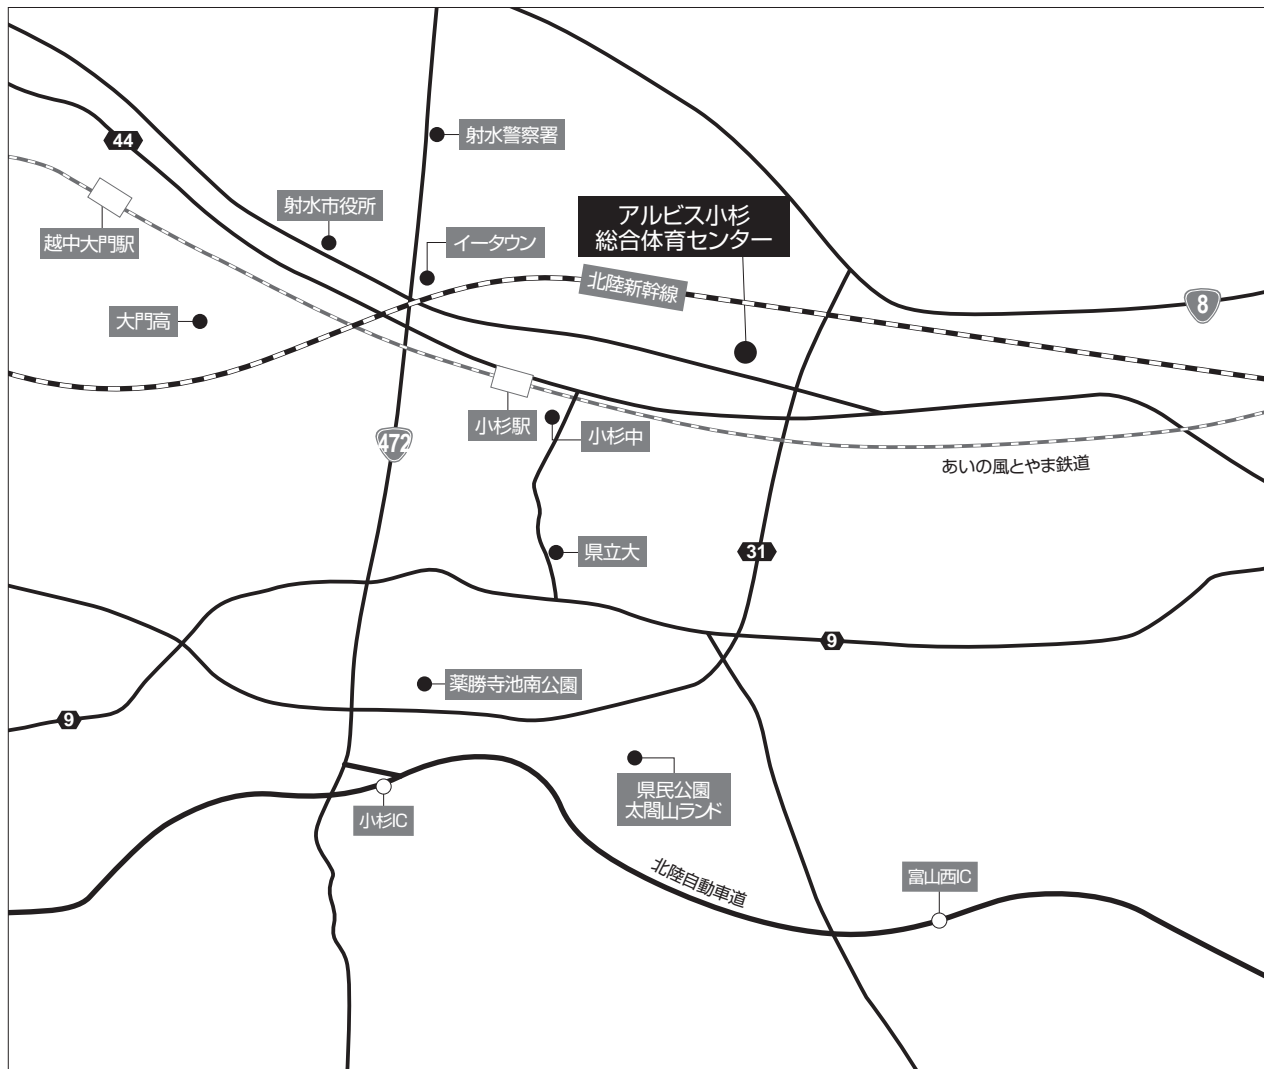 射水警察署
44
射水市役所
アルビス小杉
総合体育センター
越中大門駅
イータウン
北陸新幹線
8
大門高
小杉駅
小杉中
472
あいの風とやま鉄道
県立大
31
9
薬勝寺池南公園
9
県民公園
太閤山ランド
小杉IC
北陸自動車道
富山西IC